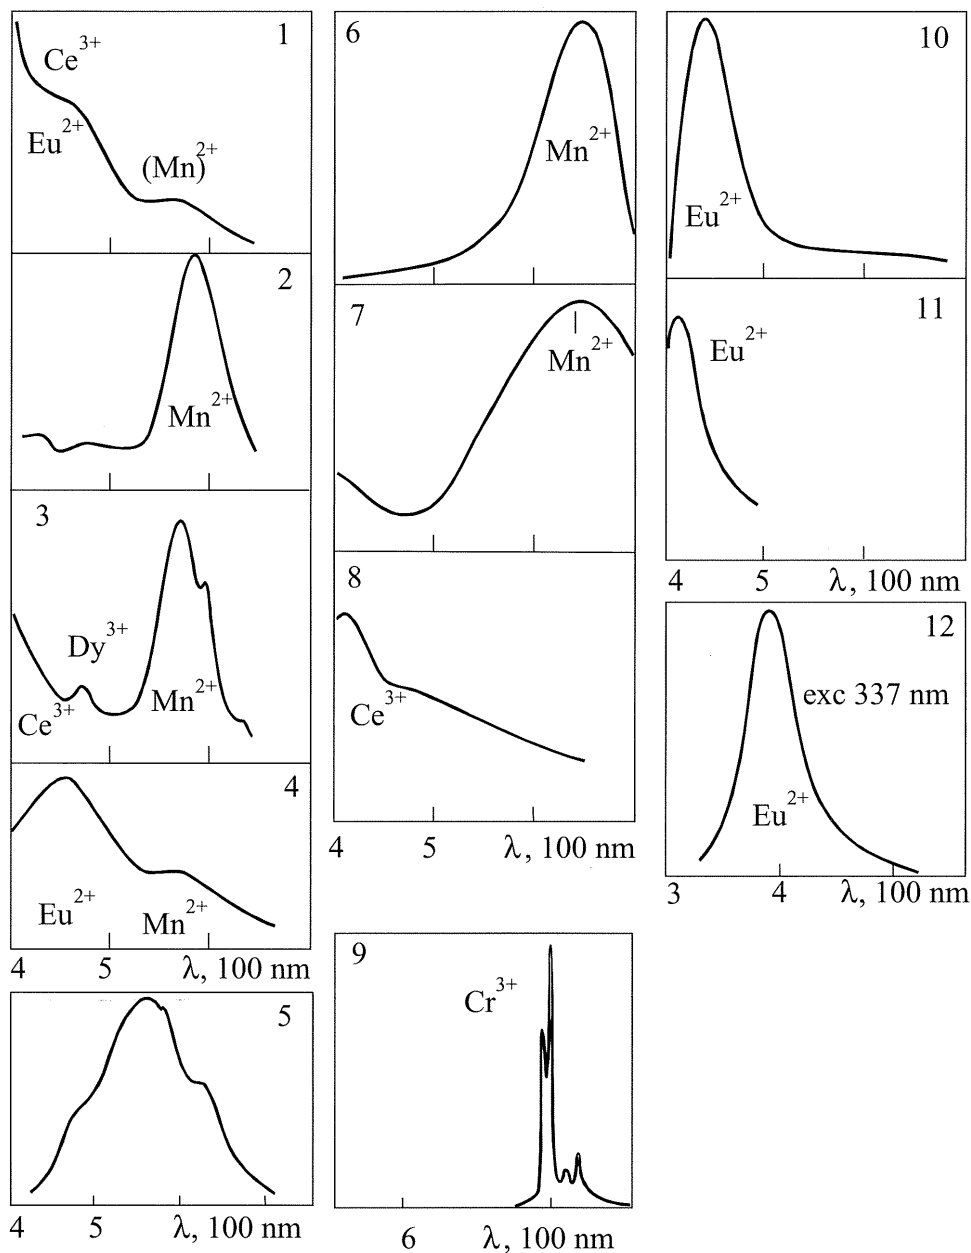 1
Ce3+
Eu2+
(Mn)2+
2
Mn2+
3
Dy3+
Ce3+
Mn2+
4
Eu2+
Mn2+
4 5 λ, 100 nm
5
4 5 λ, 100 nm
6
Mn2+
7
Mn2+
8
Ce3+
4 5 λ, 100 nm
9
Cr3+
6 λ, 100 nm
10
Eu2+
11
Eu2+
4 5 λ, 100 nm
12
exc 337 nm
Eu2+
3 4 λ, 100 nm